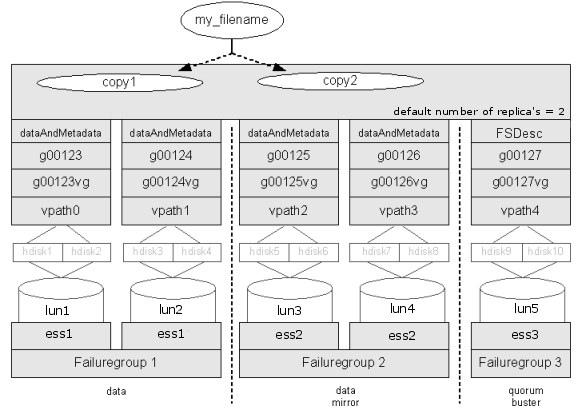 my_filename
copy1 copy2
default number of replica's = 2
dataAndMetadata dataAndMetadata dataAndMetadata dataAndMetadata FSDesc
g00123 g00124 g00125 g00126 g00127
g00123vg g00124vg g00125vg g00126vg g00127vg
vpath0 vpath1 vpath2 vpath3 vpath4
hdisk1 hdisk2 hdisk3 hdisk4 hdisk5 hdisk6 hdisk7 hdisk8 hdisk9 hdisk10
lun1 lun2 lun3 lun4 lun5
ess1 ess1 ess2 ess2 ess3
Failuregroup 1 Failuregroup 2 Failuregroup 3
data data quorum
mirror buster